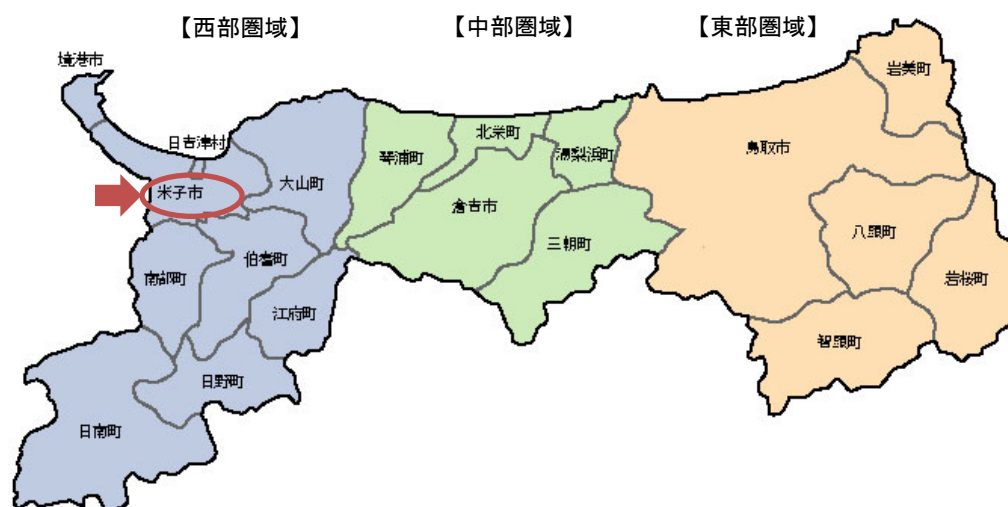 【西部圏域】
【中部圏域】
【東部圏域】
境港市
岩美町
日吉津村
北栄町
琴浦町
湯梨浜町
鳥取市
大山町
米子市
倉吉市
八頭町
三朝町
伯耆町
南部町
若桜町
江府町
智頭町
日野町
日南町